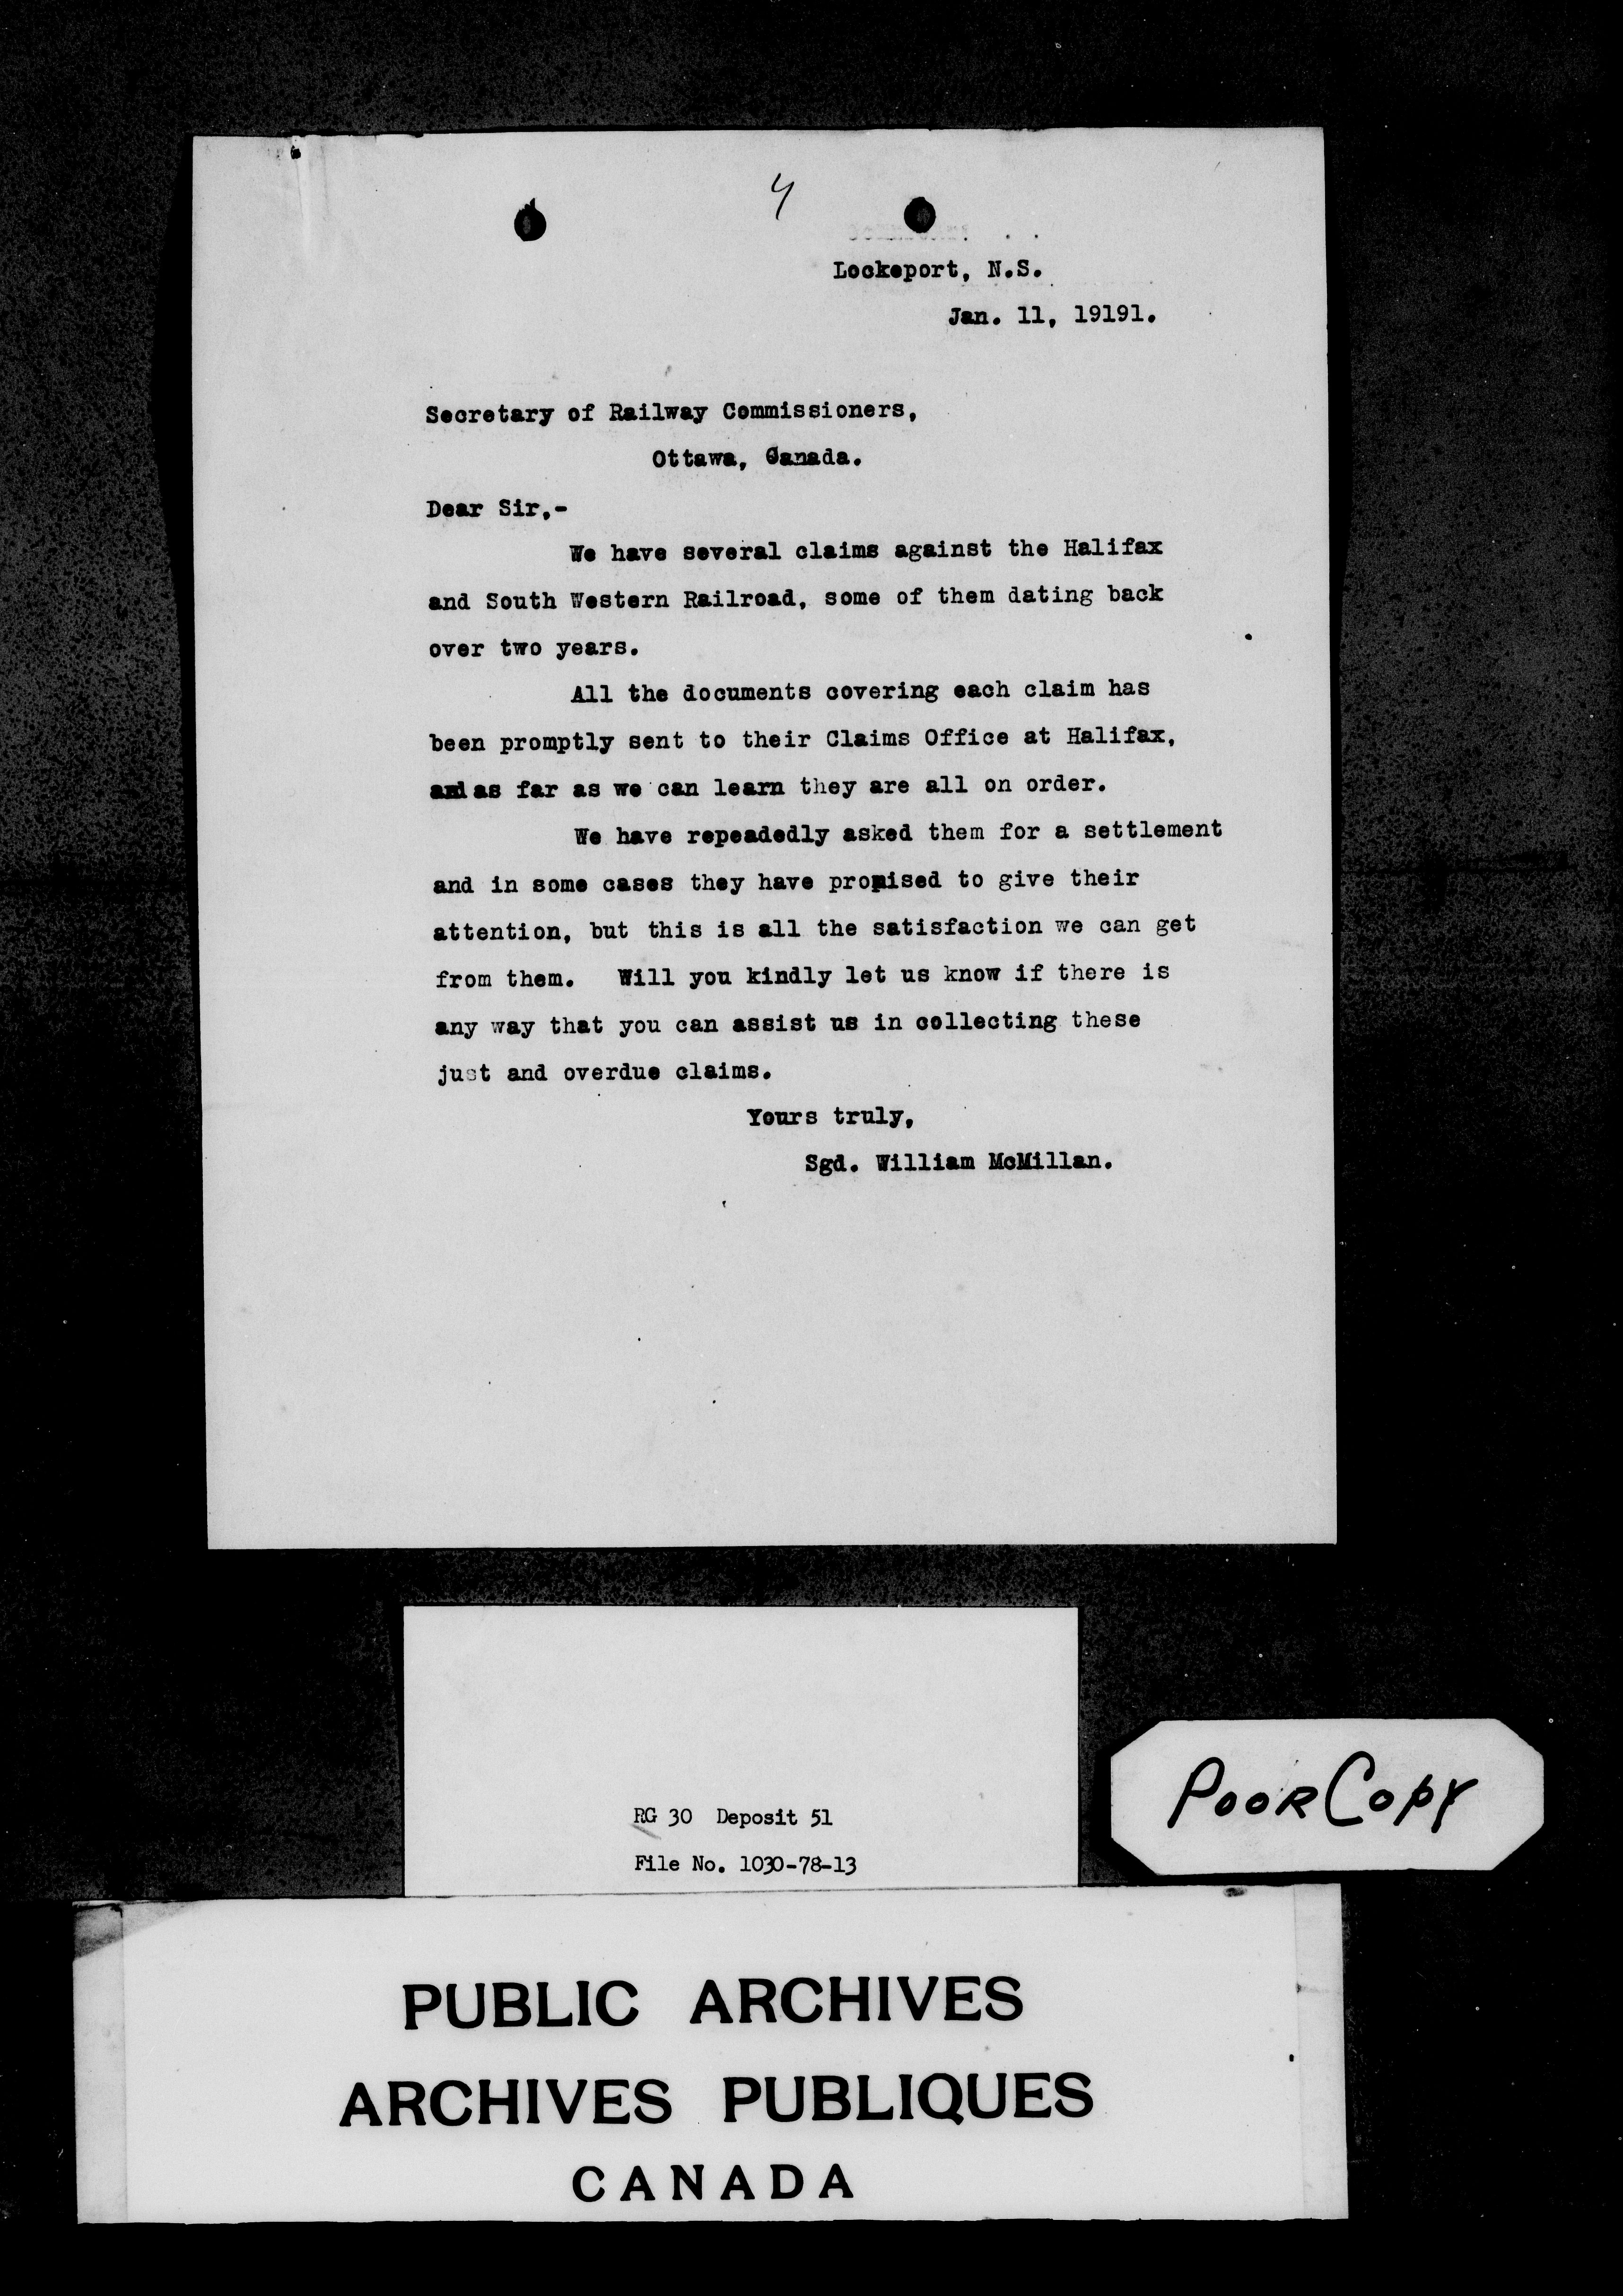 4
Lockeport, N.S.
Jan. 11, 19191.
Secretary of Railway Commissioners,
Ottawa, Canada.
Dear Sir,-
We have several claims against the Halifax
and South Western Railroad, some of them dating back
over two years.
All the documents covering each claim has
been promptly sent to their Claims Office at Halifax,
and as far as we can learn they are all on order.
We have repeadedly asked them for a settlement
and in some cases they have promised to give their
attention, but this is all the satisfaction we can get
from them. Will you kindly let us know if there is
any way that you can assist us in collecting these
just and overdue claims.
Yours truly,
Sgd. William McMillan.
RG 30 Deposit 51
File No. 1030-78-13
POOR COPY
PUBLIC ARCHIVES
ARCHIVES PUBLIQUES
CANADA